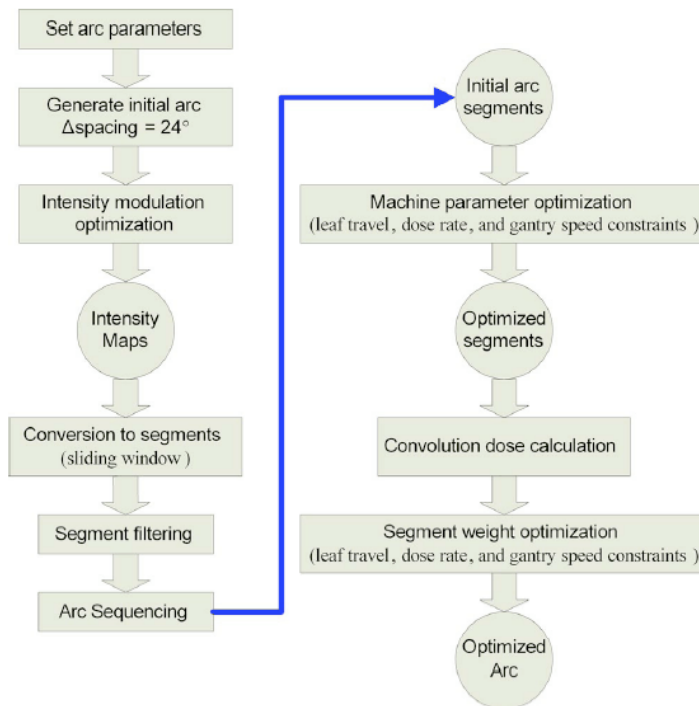 Set arc parameters
Generate initial arc
Δspacing = 24°
Intensity modulation
optimization
Intensity
Maps
Conversion to segments
(sliding window)
Segment filtering
Arc Sequencing
Initial arc
segments
Machine parameter optimization
(leaf travel, dose rate, and gantry speed constraints)
Optimized
segments
Convolution dose calculation
Segment weight optimization
(leaf travel, dose rate, and gantry speed constraints)
Optimized
Arc